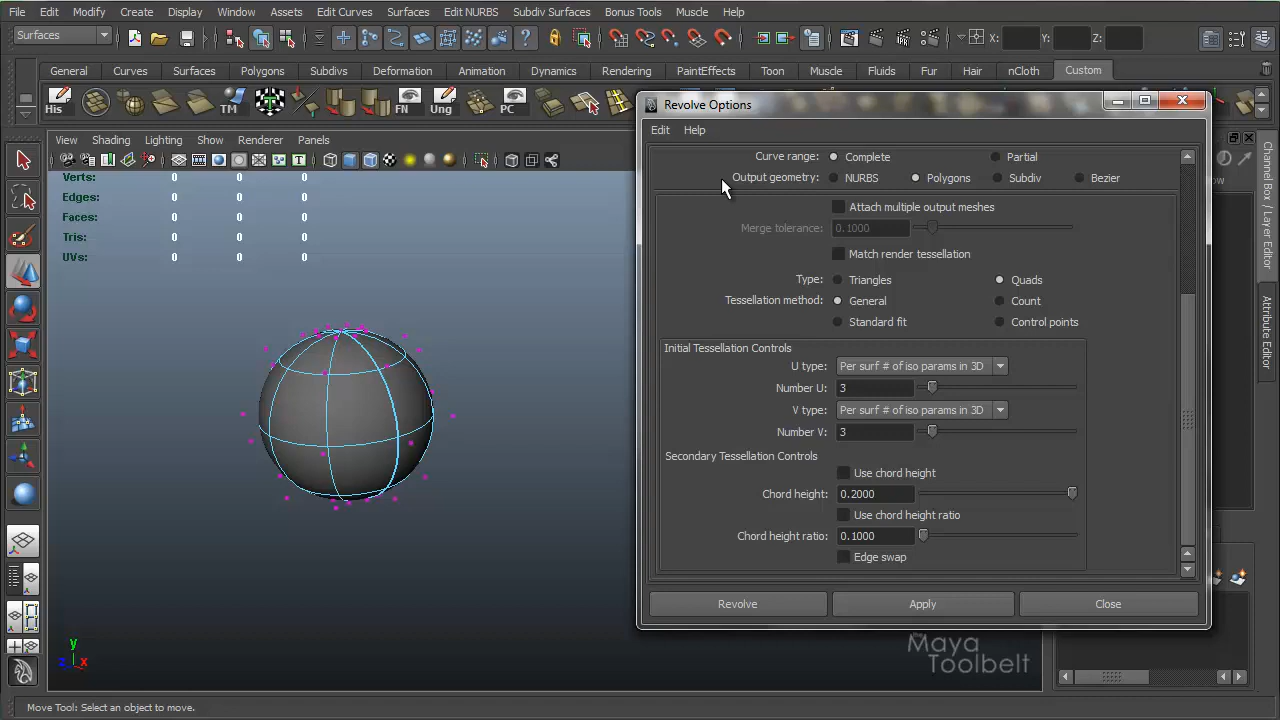 File Edit Modify Create Display Window Assets Edit Curves Surfaces Edit NURBS Subdiv Surfaces Bonus Tools Muscle Help
Surfaces X: Y: Z:
General Curves Surfaces Polygons Subdivs Deformation Animation Dynamics Rendering PaintEffects Toon Muscle Fluids Fur Hair nCloth Custom
His TM FN Ung PC
View Shading Lighting Show Renderer Panels
Verts: 0 0 0
Edges: 0 0 0
Faces: 0 0 0
Tris: 0 0 0
UVs: 0 0 0
Revolve Options
Edit Help
Curve range: Complete Partial
Output geometry: NURBS Polygons Subdiv Bezier
Attach multiple output meshes
Merge tolerance: 0.1000
Match render tessellation
Type: Triangles Quads
Tessellation method: General Count
Standard fit Control points
Initial Tessellation Controls
U type: Per surf # of iso params in 3D
Number U: 3
V type: Per surf # of iso params in 3D
Number V: 3
Secondary Tessellation Controls
Use chord height
Chord height: 0.2000
Use chord height ratio
Chord height ratio: 0.1000
Edge swap
Revolve Apply Close
Channel Box / Layer Editor
Attribute Editor
y
z x
the Maya
Toolbelt
Move Tool: Select an object to move.